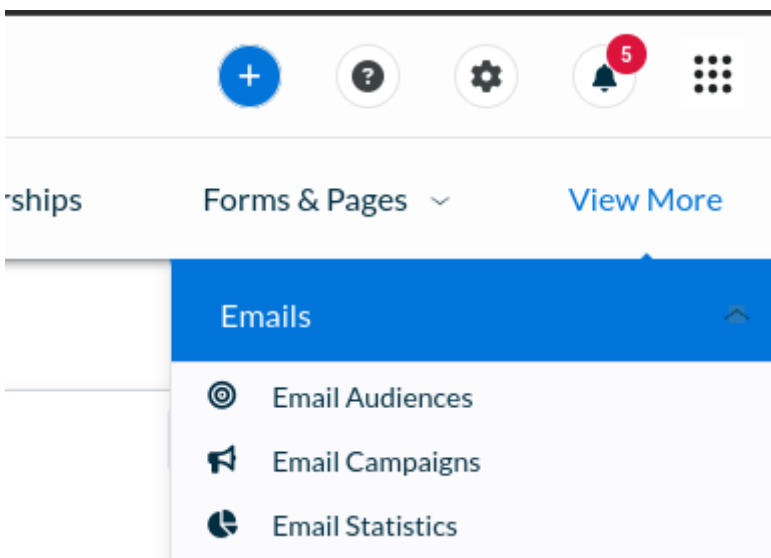 + ? 5
rships Forms & Pages View More
Emails
Email Audiences
Email Campaigns
Email Statistics